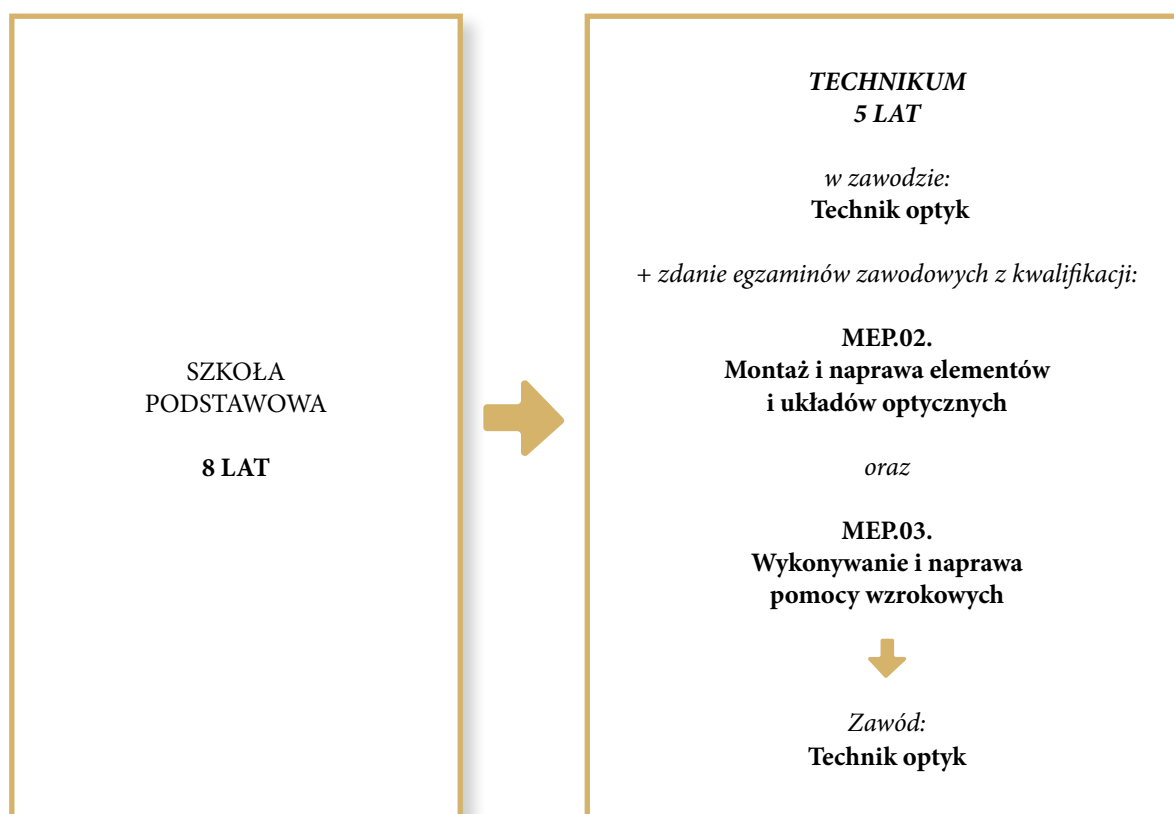 SZKOŁA
PODSTAWOWA
8 LAT
TECHNIKUM
5 LAT
w zawodzie:
Technik optyk
+ zdanie egzaminów zawodowych z kwalifikacji:
MEP.02.
Montaż i naprawa elementów
i układów optycznych
oraz
MEP.03.
Wykonywanie i naprawa
pomocy wzrokowych
Zawód:
Technik optyk